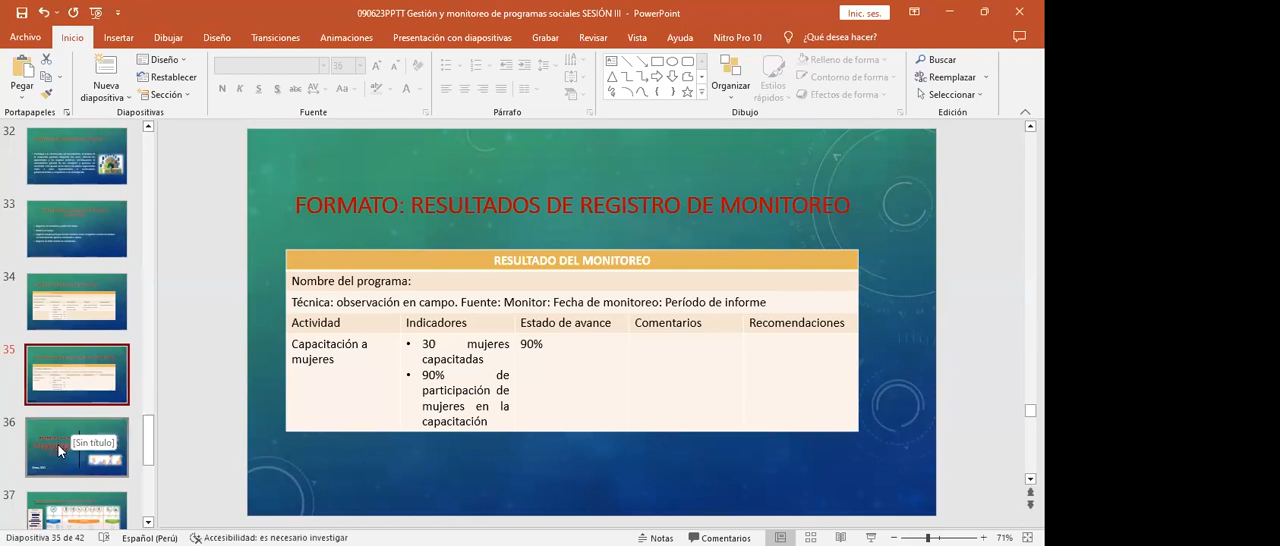 090623PPTT Gestión y monitoreo de programas sociales SESIÓN III - PowerPoint
Inic. ses.
Archivo Inicio Insertar Dibujar Diseño Transiciones Animaciones Presentación con diapositivas Grabar Revisar Vista Ayuda Nitro Pro 10 ¿Qué desea hacer?
Pegar
Nueva
diapositiva
Diseño
Restablecer
Sección
36
N K S abc AV Aa A
Organizar
Estilos
rápidos
Relleno de forma
Contorno de forma
Efectos de forma
Buscar
Reemplazar
Seleccionar
Portapapeles Diapositivas Fuente Párrafo Dibujo Edición
32
33
34
35
36
[Sin título]
37
FORMATO: RESULTADOS DE REGISTRO DE MONITOREO
RESULTADO DEL MONITOREO
Nombre del programa:
Técnica: observación en campo. Fuente: Monitor: Fecha de monitoreo: Período de informe
Actividad Indicadores Estado de avance Comentarios Recomendaciones
Capacitación a
mujeres
• 30 mujeres
capacitadas
• 90% de
participación de
mujeres en la
capacitación
90%
Diapositiva 35 de 42 Español (Perú) Accesibilidad: es necesario investigar Notas Comentarios 71%